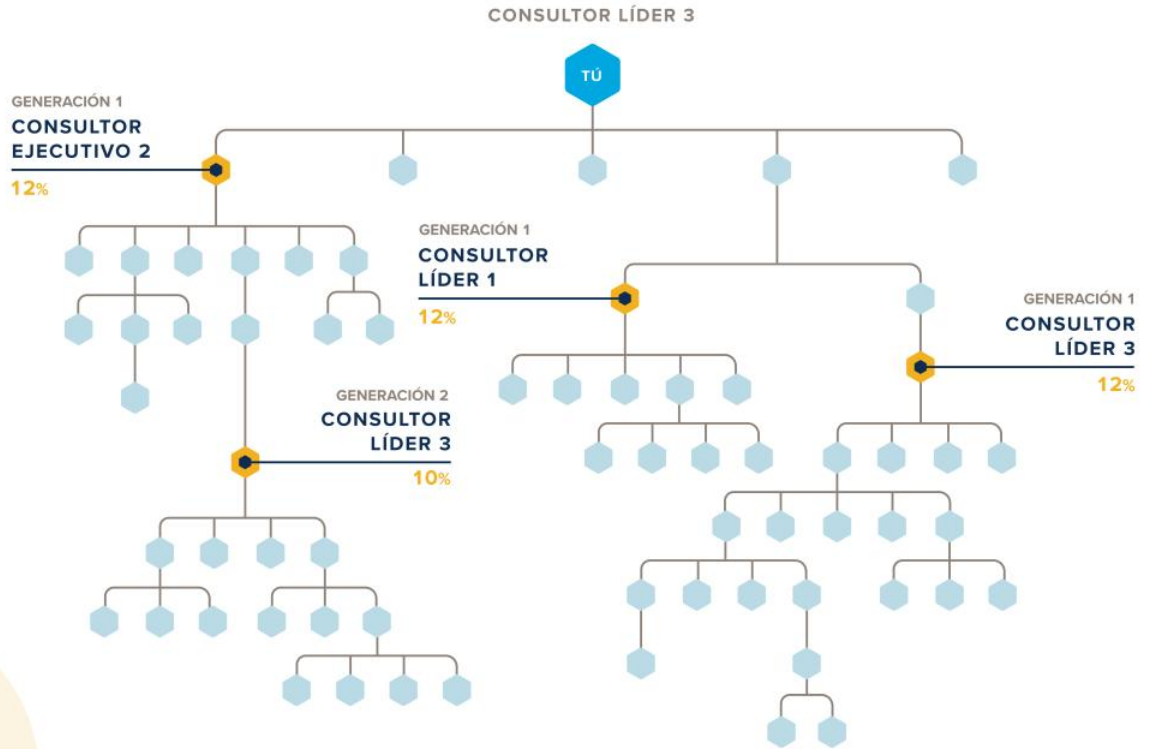 CONSULTOR LÍDER 3
TÚ
GENERACIÓN 1
CONSULTOR
EJECUTIVO 2
12%
GENERACIÓN 1
CONSULTOR
LÍDER 1
12%
GENERACIÓN 1
CONSULTOR
LÍDER 3
12%
GENERACIÓN 2
CONSULTOR
LÍDER 3
10%